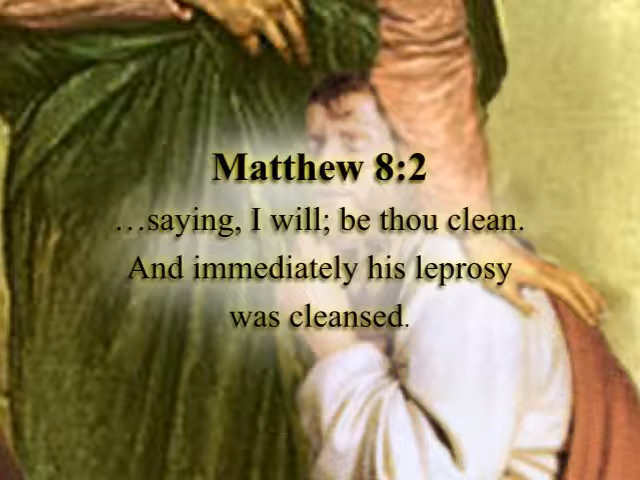 Matthew 8:2
…saying, I will; be thou clean.
And immediately his leprosy
was cleansed.